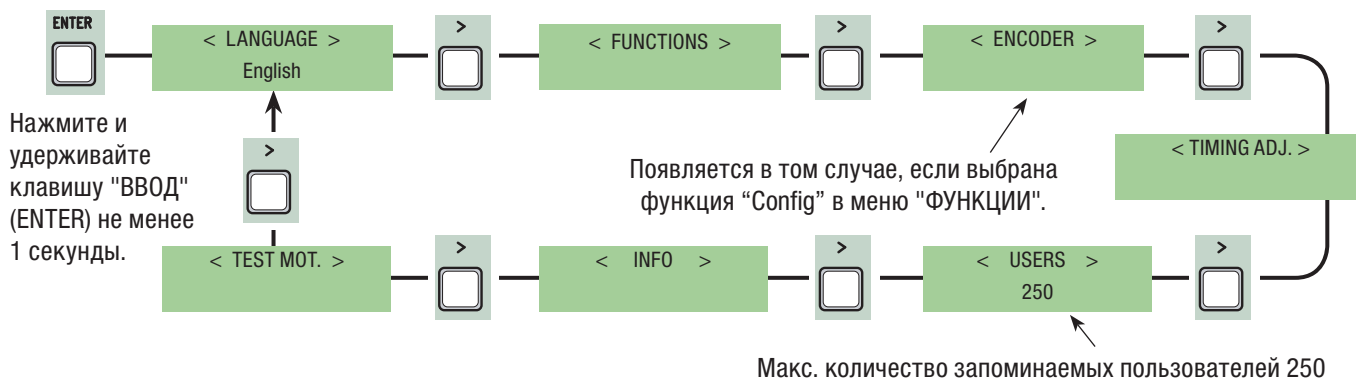 ENTER
< LANGUAGE >
English
>
< FUNCTIONS >
>
< ENCODER >
>
Нажмите и
удерживайте
клавишу "ВВОД"
(ENTER) не менее
1 секунды.
>
Появляется в том случае, если выбрана
функция “Config” в меню "ФУНКЦИИ".
< TIMING ADJ. >
< TEST MOT. >
>
< INFO >
>
< USERS >
250
>
Макс. количество запоминаемых пользователей 250